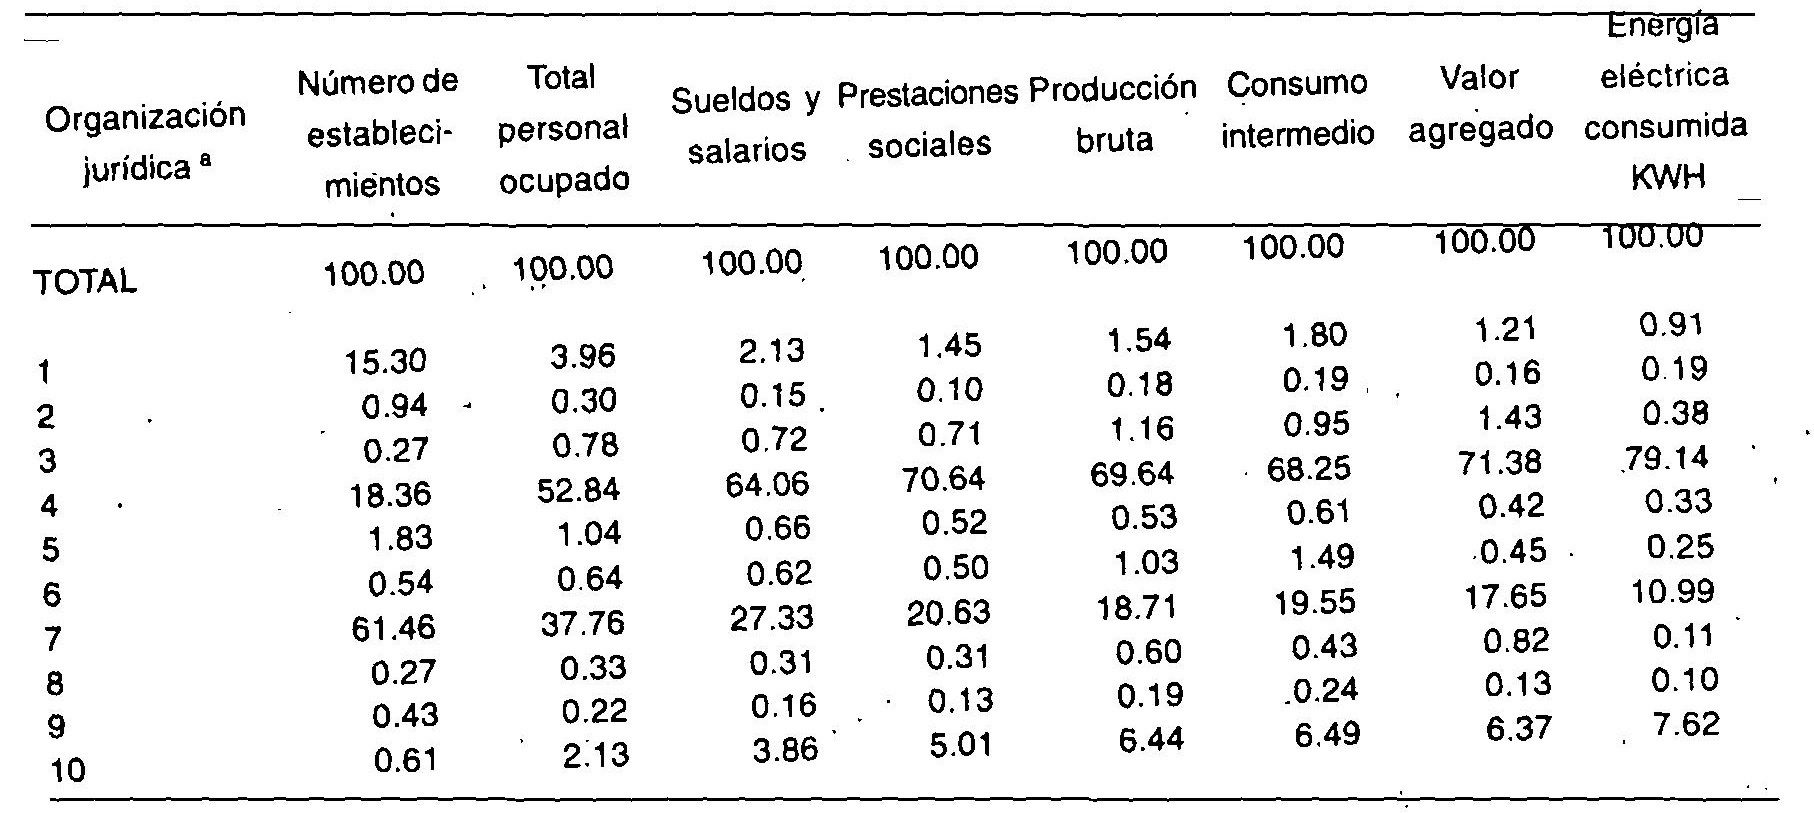 Organización jurídica a Número de estableci-mientos Total personal ocupado Sueldos y salarios Prestaciones sociales Producción bruta Consumo intermedio Valor agregado Energía eléctrica consumida KWH
TOTAL 100.00 100.00 100.00 100.00 100.00 100.00 100.00 100.00
1 15.30 3.96 2.13 1.45 1.54 1.80 1.21 0.91
2 0.94 0.30 0.15 0.10 0.18 0.19 0.16 0.19
3 0.27 0.78 0.72 0.71 1.16 0.95 1.43 0.38
4 18.36 52.84 64.06 70.64 69.64 68.25 71.38 79.14
5 1.83 1.04 0.66 0.52 0.53 0.61 0.42 0.33
6 0.54 0.64 0.62 0.50 1.03 1.49 0.45 0.25
7 61.46 37.76 27.33 20.63 18.71 19.55 17.65 10.99
8 0.27 0.33 0.31 0.31 0.60 0.43 0.82 0.11
9 0.43 0.22 0.16 0.13 0.19 0.24 0.13 0.10
10 0.61 2.13 3.86 5.01 6.44 6.49 6.37 7.62